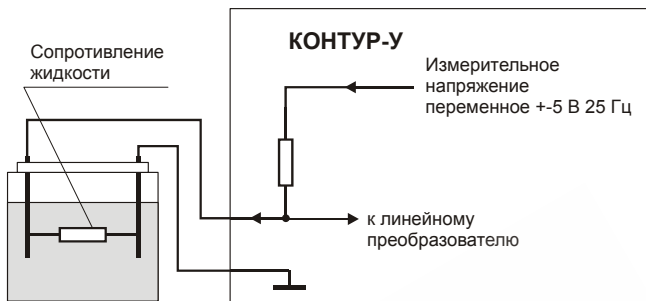 Сопротивление
жидкости
КОНТУР-У
Измерительное
напряжение
переменное +-5 В 25 Гц
к линейному
преобразователю